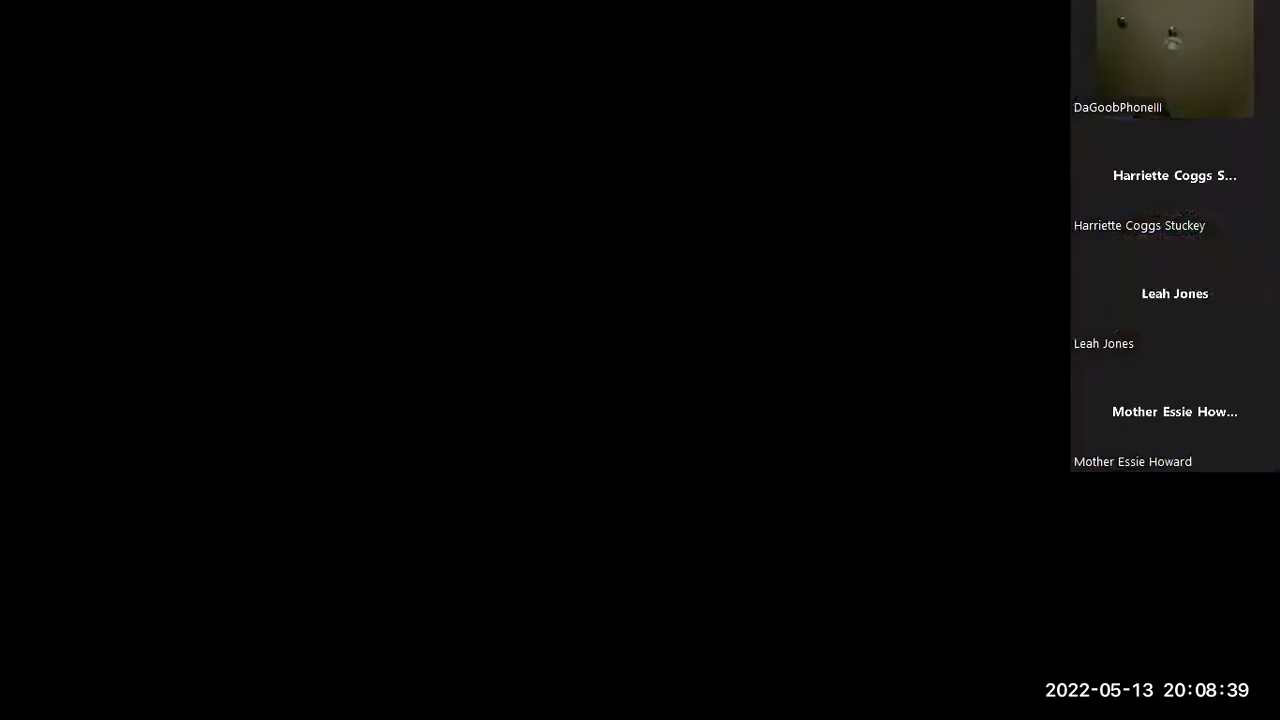 DaGoobPhoneIII
Harriette Coggs S...
Harriette Coggs Stuckey
Leah Jones
Leah Jones
Mother Essie How...
Mother Essie Howard
2022-05-13 20:08:39